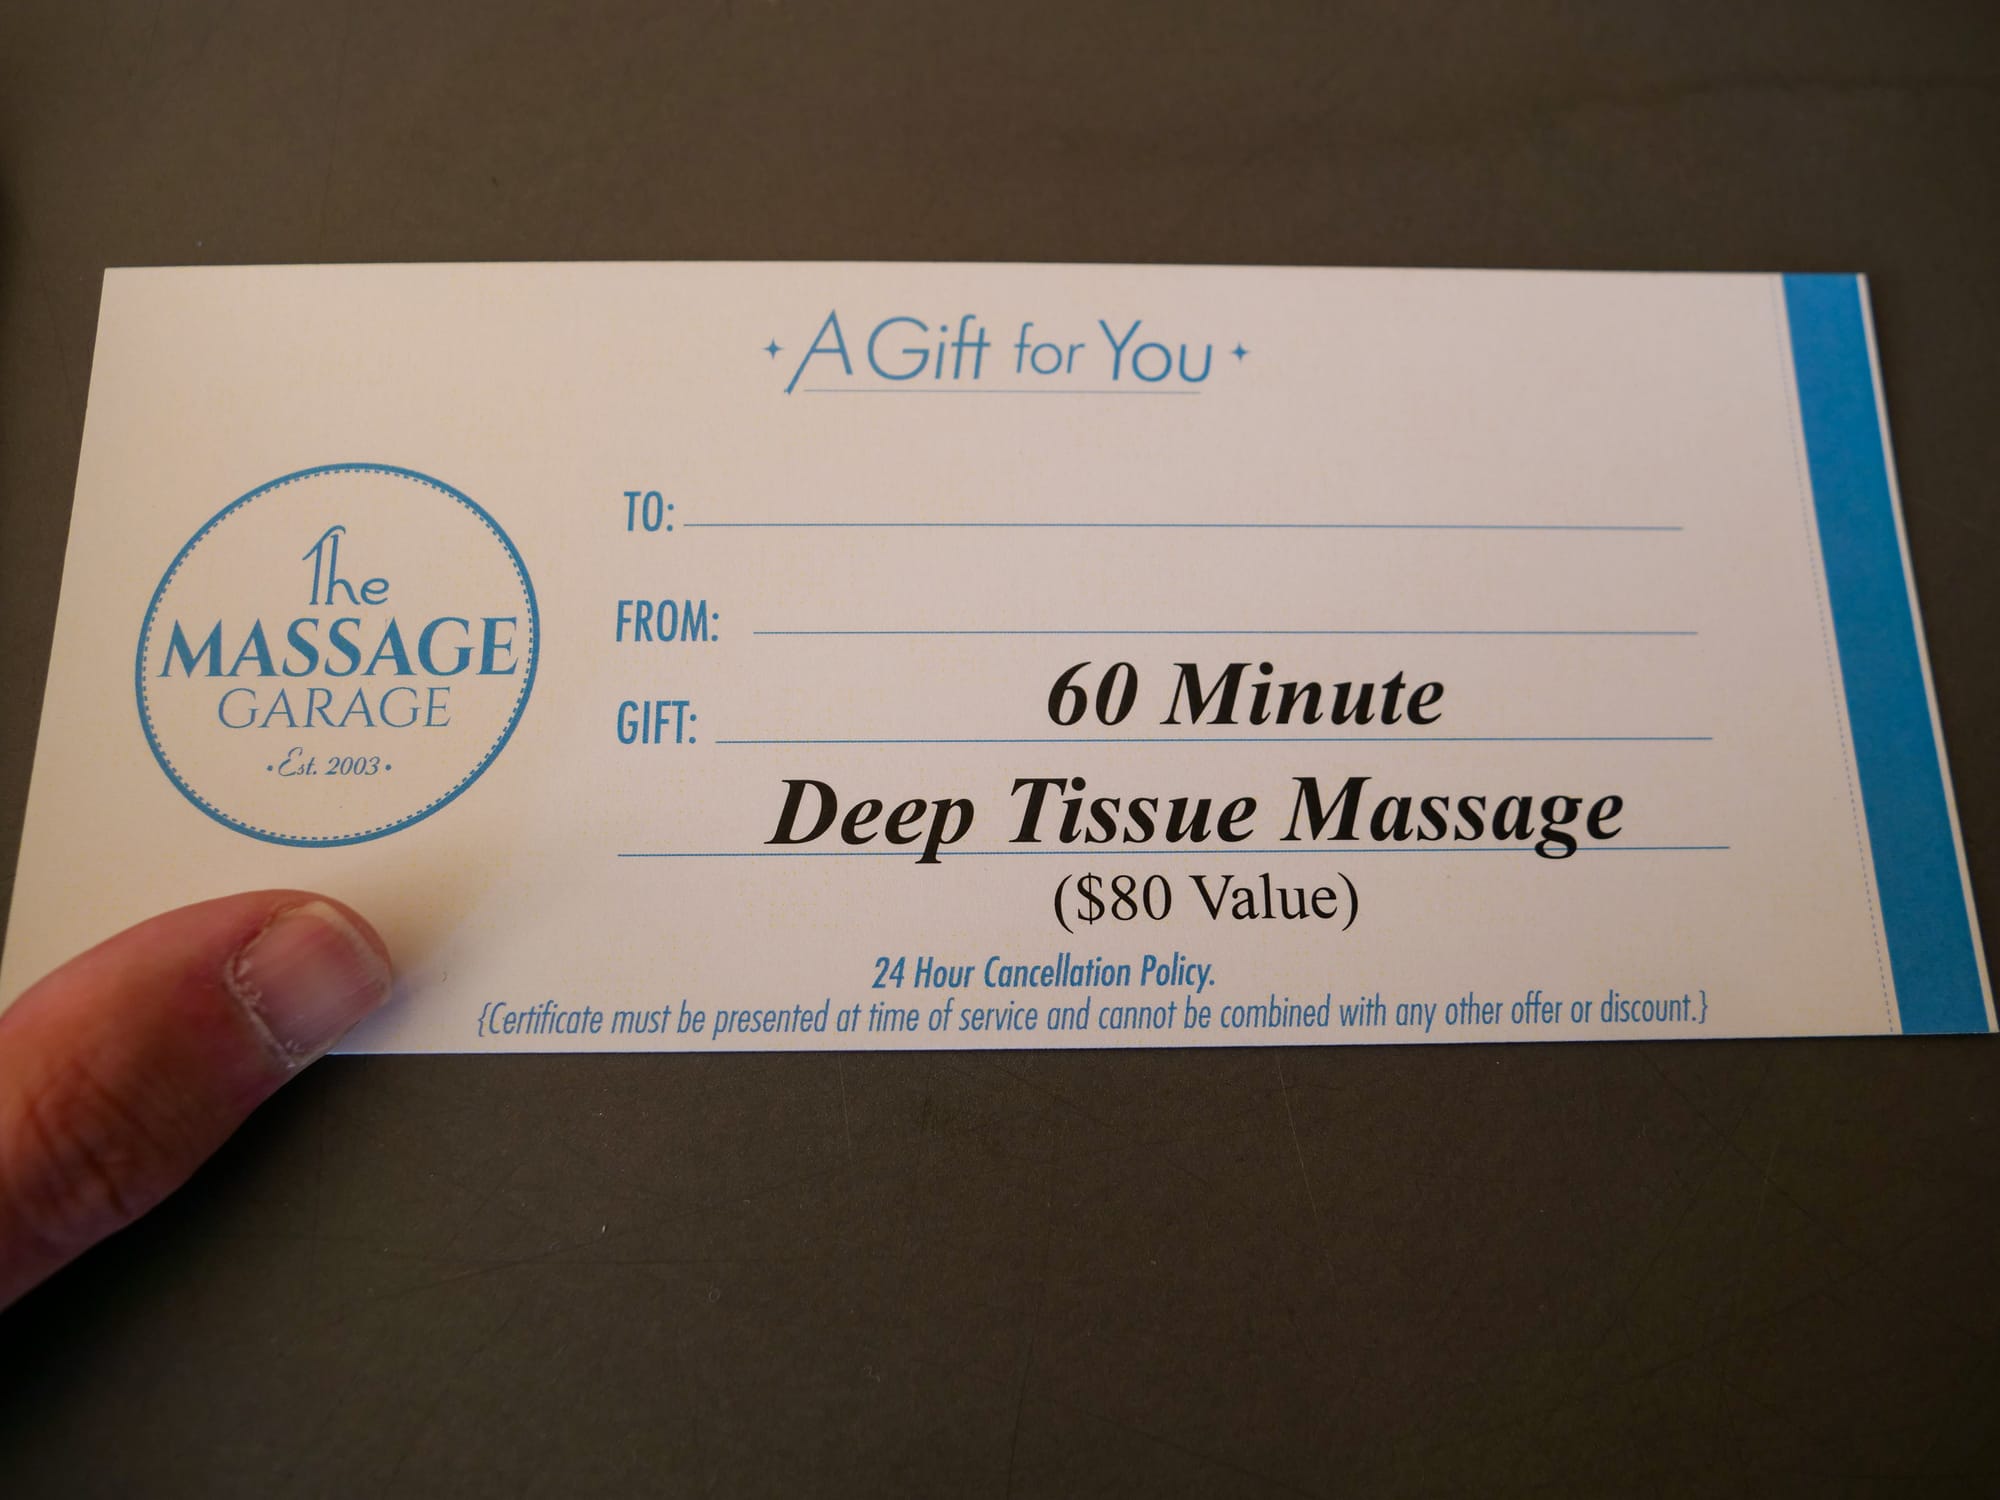 A Gift for You
The
MASSAGE
GARAGE
• Est. 2003 •
TO:
FROM:
GIFT: 60 Minute
Deep Tissue Massage
($80 Value)
24 Hour Cancellation Policy.
{Certificate must be presented at time of service and cannot be combined with any other offer or discount.}